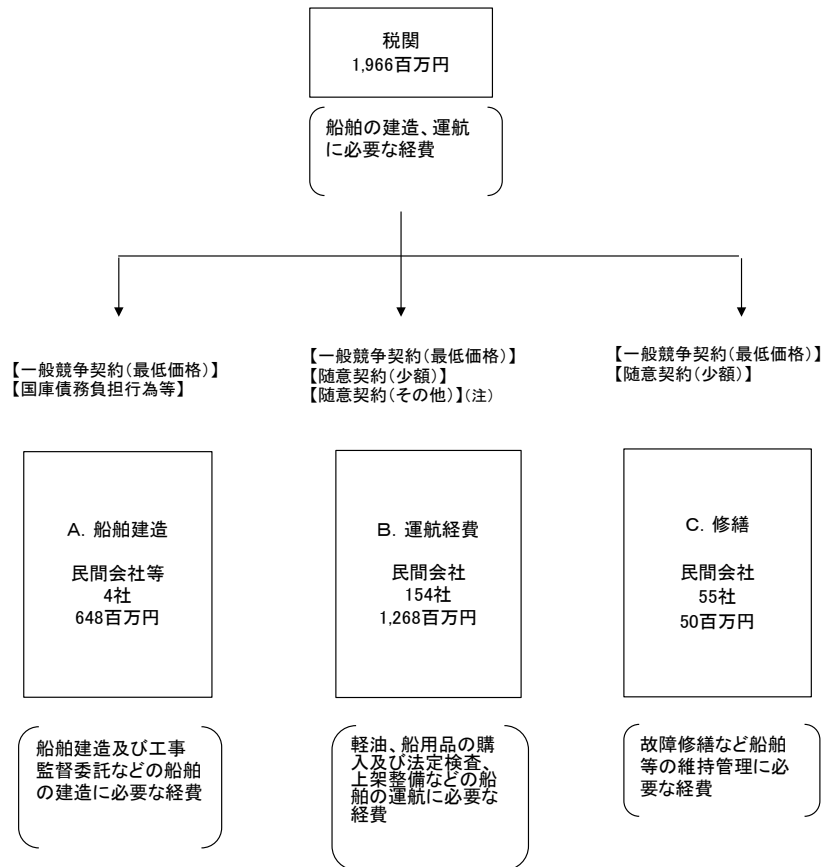 税関
1,966百万円
船舶の建造、運航
に必要な経費
【一般競争契約(最低価格)】
【国庫債務負担行為等】
【一般競争契約(最低価格)】
【随意契約(少額)】
【随意契約(その他)】(注)
【一般競争契約(最低価格)】
【随意契約(少額)】
A. 船舶建造
民間会社等
4社
648百万円
B. 運航経費
民間会社
154社
1,268百万円
C. 修繕
民間会社
55社
50百万円
船舶建造及び工事
監督委託などの船舶
の建造に必要な経費
軽油、船用品の購
入及び法定検査、
上架整備などの船
舶の運航に必要な
経費
故障修繕など船舶
等の維持管理に必
要な経費